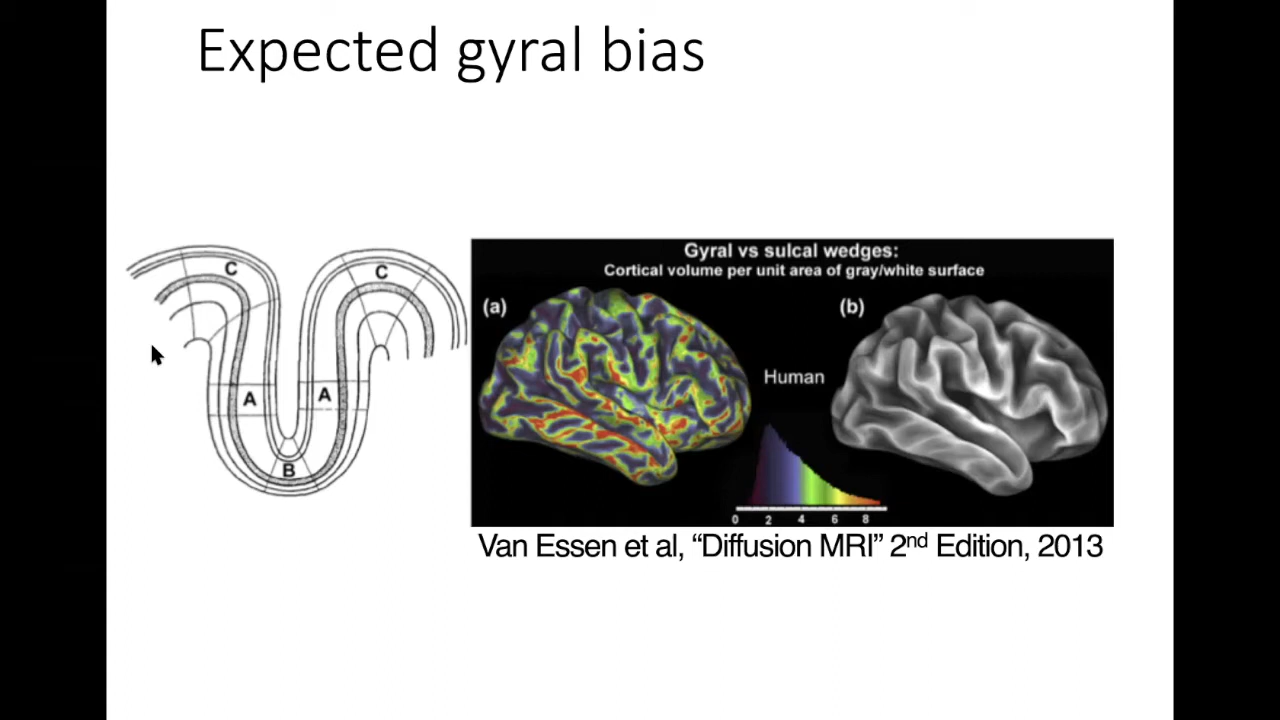 Expected gyral bias
C
C
A
A
B
Gyral vs sulcal wedges:
Cortical volume per unit area of gray/white surface
(a)
(b)
Human
0 2 4 6 8
Van Essen et al, “Diffusion MRI” 2nd Edition, 2013